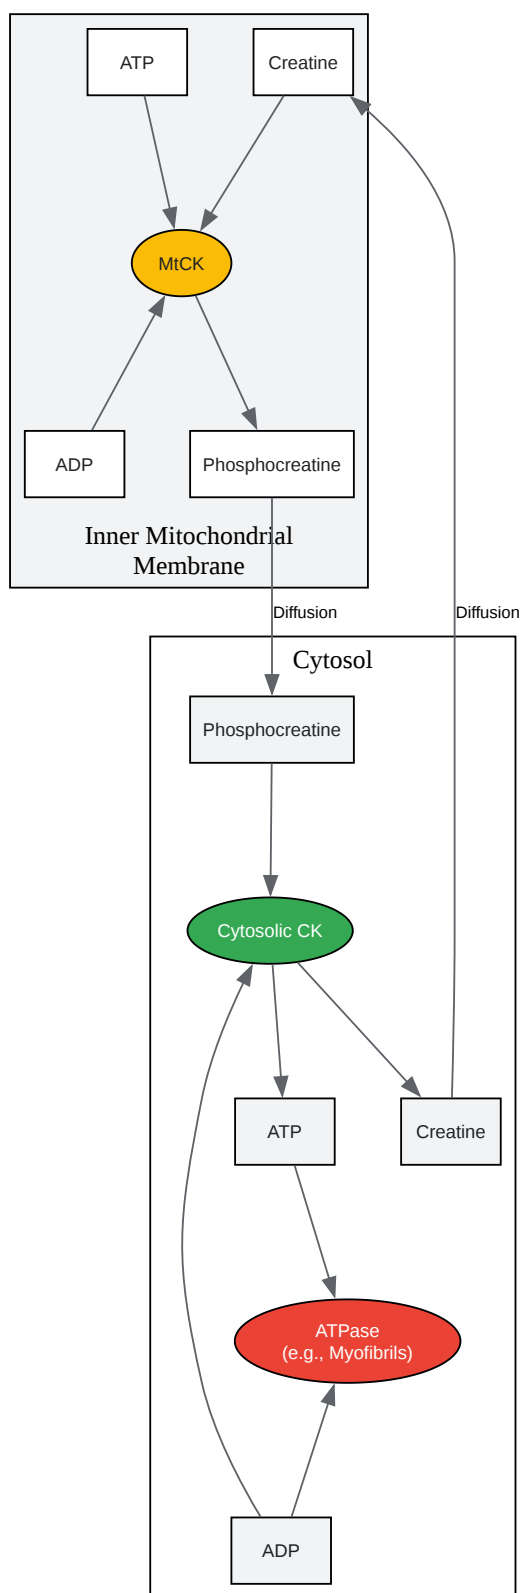 ATP
Creatine
MtCK
ADP
Phosphocreatine
Inner Mitochondrial
Membrane
Diffusion
Diffusion
Cytosol
Phosphocreatine
Cytosolic CK
ATP
Creatine
ATPase
(e.g., Myofibrils)
ADP